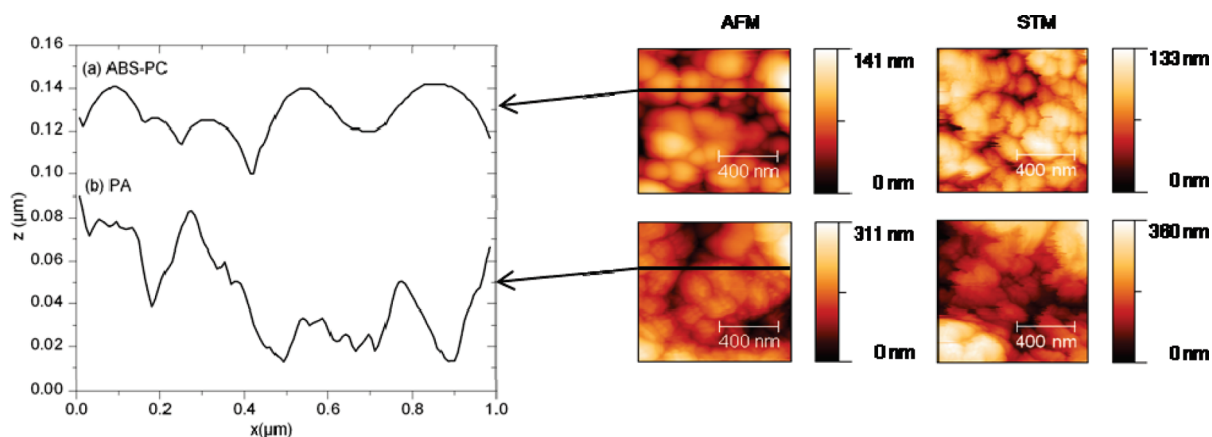 0.16
0.14
0.12
0.10
0.08
0.06
0.04
0.02
0.00
z (µm)
(a) ABS-PC
(b) PA
0.0 0.2 0.4 0.6 0.8 1.0
x(µm)
AFM STM
400 nm
141 nm
0 nm
400 nm
133 nm
0 nm
400 nm
311 nm
0 nm
400 nm
360 nm
0 nm